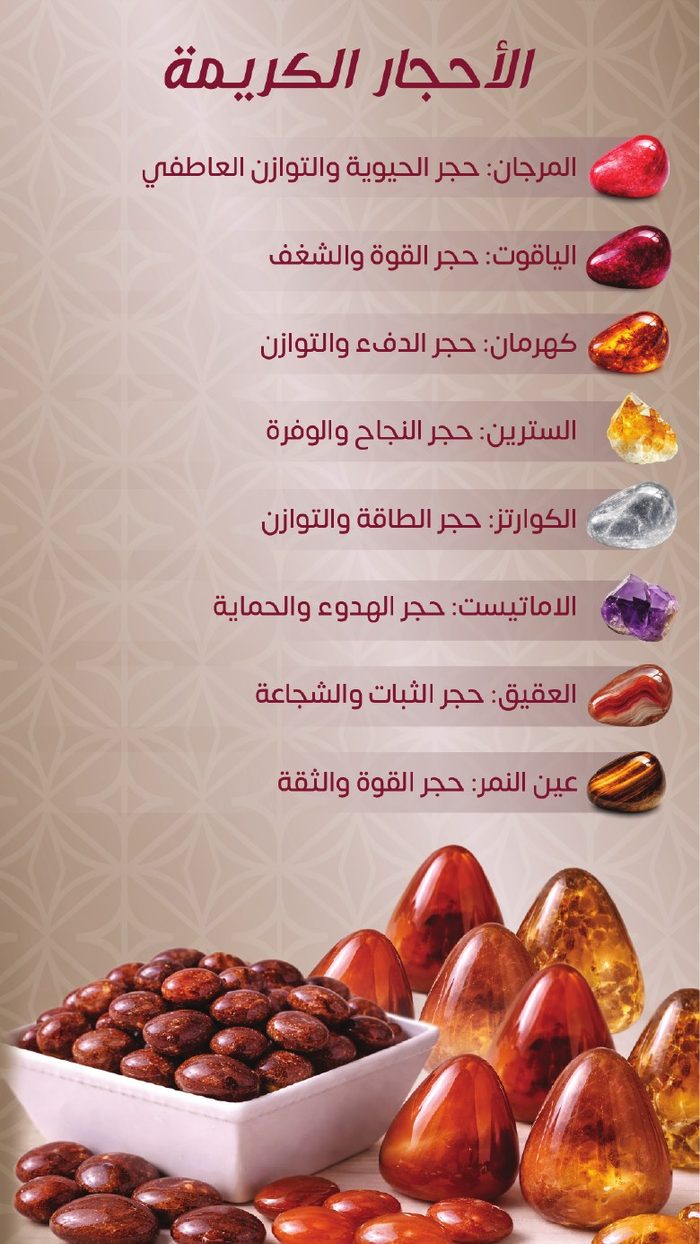 الأحجار الكريمة
المرجان: حجر الحيوية والتوازن العاطفي
الياقوت: حجر القوة والشغف
كهرمان: حجر الدفء والتوازن
السترين: حجر النجاح والوفرة
الكوارتز: حجر الطاقة والتوازن
الاماتيست: حجر الهدوء والحماية
العقيق: حجر الثبات والشجاعة
عين النمر: حجر القوة والثقة